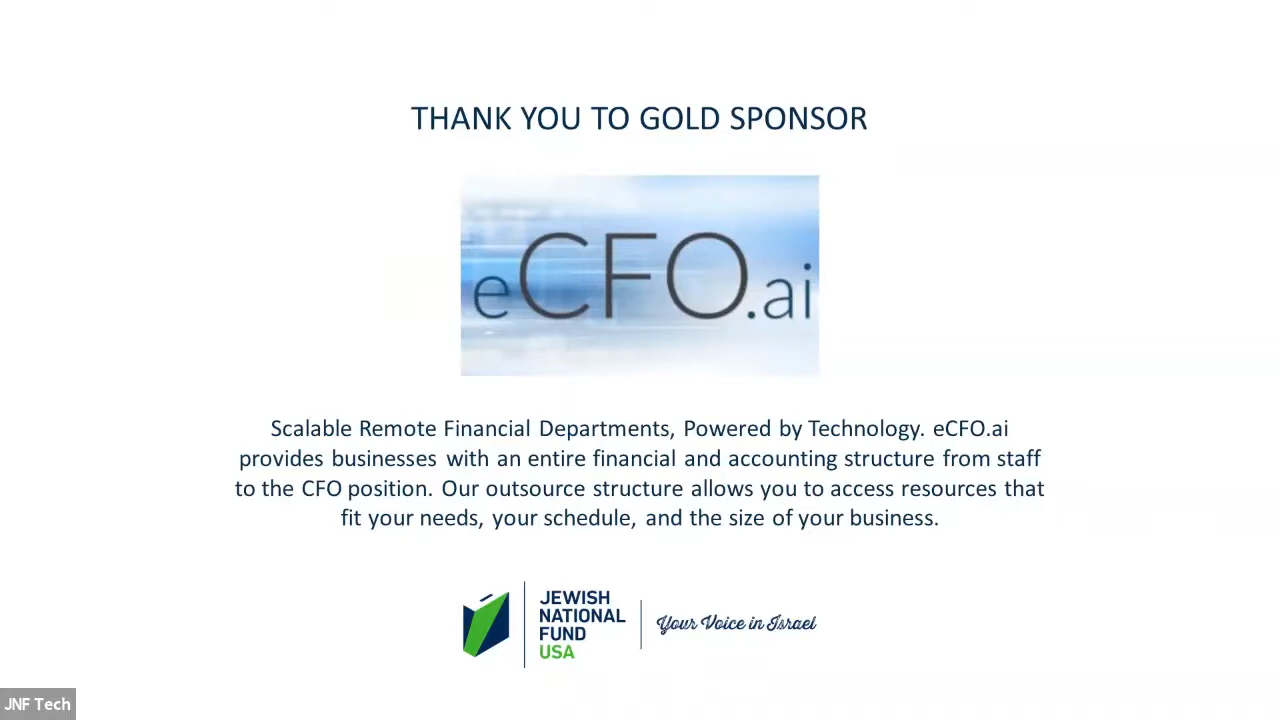 THANK YOU TO GOLD SPONSOR
eCFO.ai
Scalable Remote Financial Departments, Powered by Technology. eCFO.ai
provides businesses with an entire financial and accounting structure from staff
to the CFO position. Our outsource structure allows you to access resources that
fit your needs, your schedule, and the size of your business.
JEWISH
NATIONAL
FUND
USA
Your Voice in Israel
JNF Tech